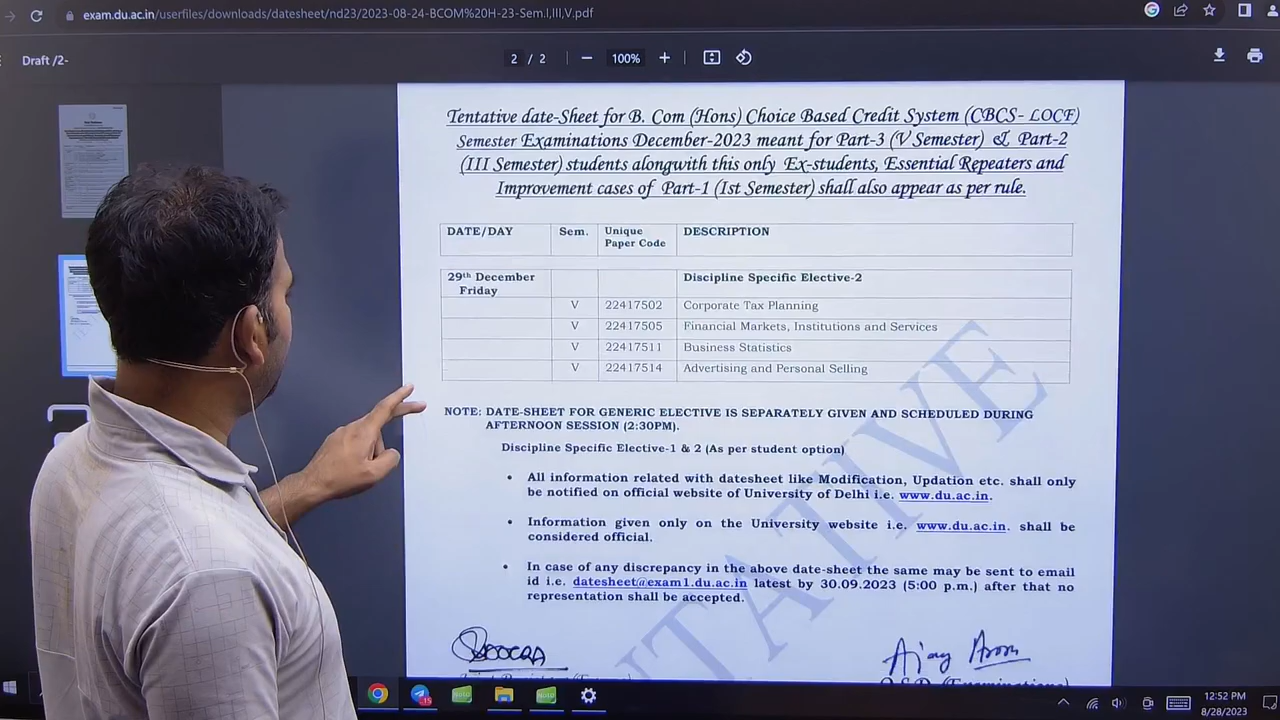 exam.du.ac.in/userfiles/downloads/datesheet/nd23/2023-08-24-BCOM%20H-23-Sem.I,III,V.pdf
Draft /2-
2 / 2
100%
Tentative date-Sheet for B. Com (Hons) Choice Based Credit System (CBCS- LOCF)
Semester Examinations December-2023 meant for Part-3 (V Semester) & Part-2
(III Semester) students alongwith this only Ex-students, Essential Repeaters and
Improvement cases of Part-1 (Ist Semester) shall also appear as per rule.
DATE/DAY Sem. Unique Paper Code DESCRIPTION
29th December Friday Discipline Specific Elective-2
V 22417502 Corporate Tax Planning
V 22417505 Financial Markets, Institutions and Services
V 22417511 Business Statistics
V 22417514 Advertising and Personal Selling
NOTE: DATE-SHEET FOR GENERIC ELECTIVE IS SEPARATELY GIVEN AND SCHEDULED DURING
AFTERNOON SESSION (2:30PM).
Discipline Specific Elective-1 & 2 (As per student option)
• All information related with datesheet like Modification, Updation etc. shall only
be notified on official website of University of Delhi i.e. www.du.ac.in.
• Information given only on the University website i.e. www.du.ac.in. shall be
considered official.
• In case of any discrepancy in the above date-sheet the same may be sent to email
id i.e. datesheet@exam1.du.ac.in latest by 30.09.2023 (5:00 p.m.) after that no
representation shall be accepted.
Ajay Arora
12:52 PM
8/28/2023